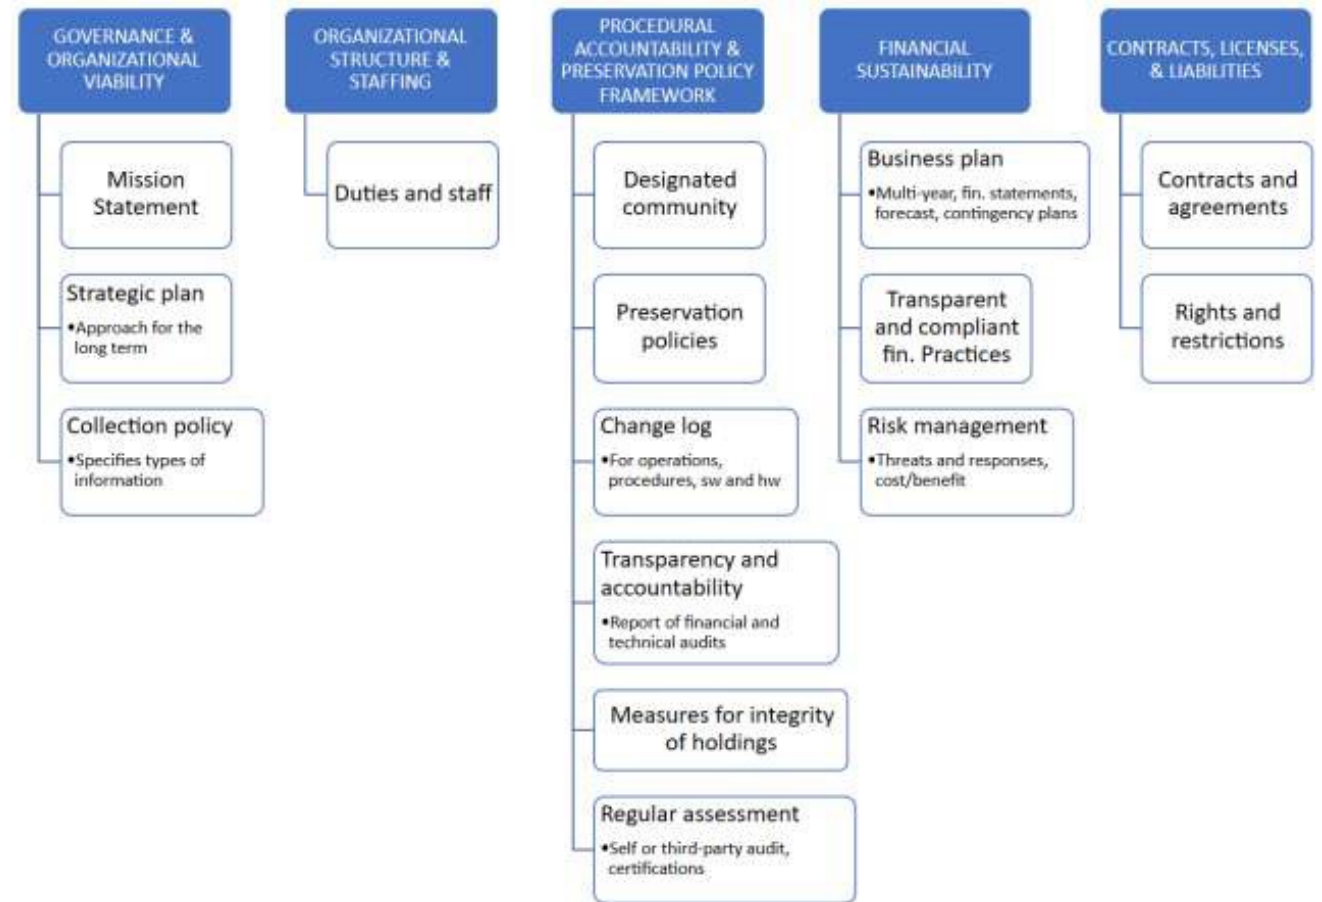 GOVERNANCE &
ORGANIZATIONAL
VIABILITY
Mission
Statement
Strategic plan
•Approach for the
long term
Collection policy
•Specifies types of
information
ORGANIZATIONAL
STRUCTURE &
STAFFING
Duties and staff
PROCEDURAL
ACCOUNTABILITY &
PRESERVATION POLICY
FRAMEWORK
Designated
community
Preservation
policies
Change log
•For operations,
procedures, sw and hw
Transparency and
accountability
•Report of financial and
technical audits
Measures for integrity
of holdings
Regular assessment
•Self or third-party audit,
certifications
FINANCIAL
SUSTAINABILITY
Business plan
•Multi-year, fin. statements,
forecast, contingency plans
Transparent
and compliant
fin. Practices
Risk management
•Threats and responses,
cost/benefit
CONTRACTS, LICENSES,
& LIABILITIES
Contracts and
agreements
Rights and
restrictions